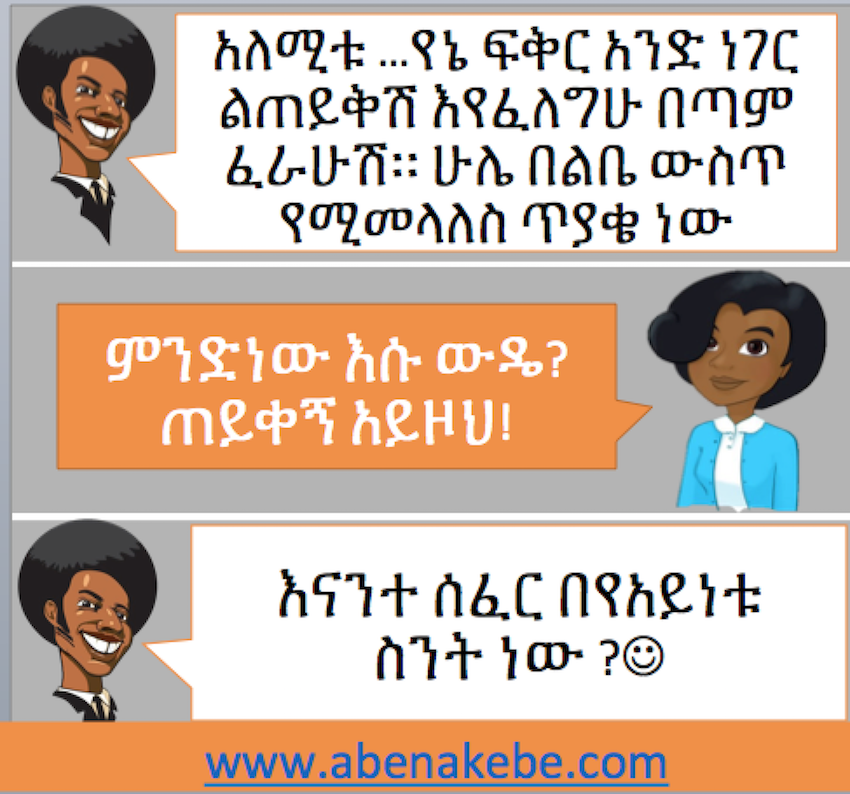 አለሚቱ ...የኔ ፍቅር አንድ ነገር
ልጠይቅሽ እየፈለግሁ በጣም
ፈራሁሽ፡፡ ሁሌ በልቤ ውስጥ
የሚመላለስ ጥያቄ ነው
ምንድነው እሱ ውዴ?
ጠይቀኝ አይዞህ!
እናንተ ሰፈር በየአይነቱ
ስንት ነው ?☺
www.abenakebe.com